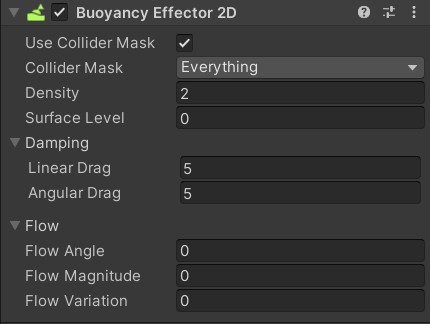 Buoyancy Effector 2D
Use Collider Mask
Collider Mask Everything
Density 2
Surface Level 0
Damping
Linear Drag 5
Angular Drag 5
Flow
Flow Angle 0
Flow Magnitude 0
Flow Variation 0